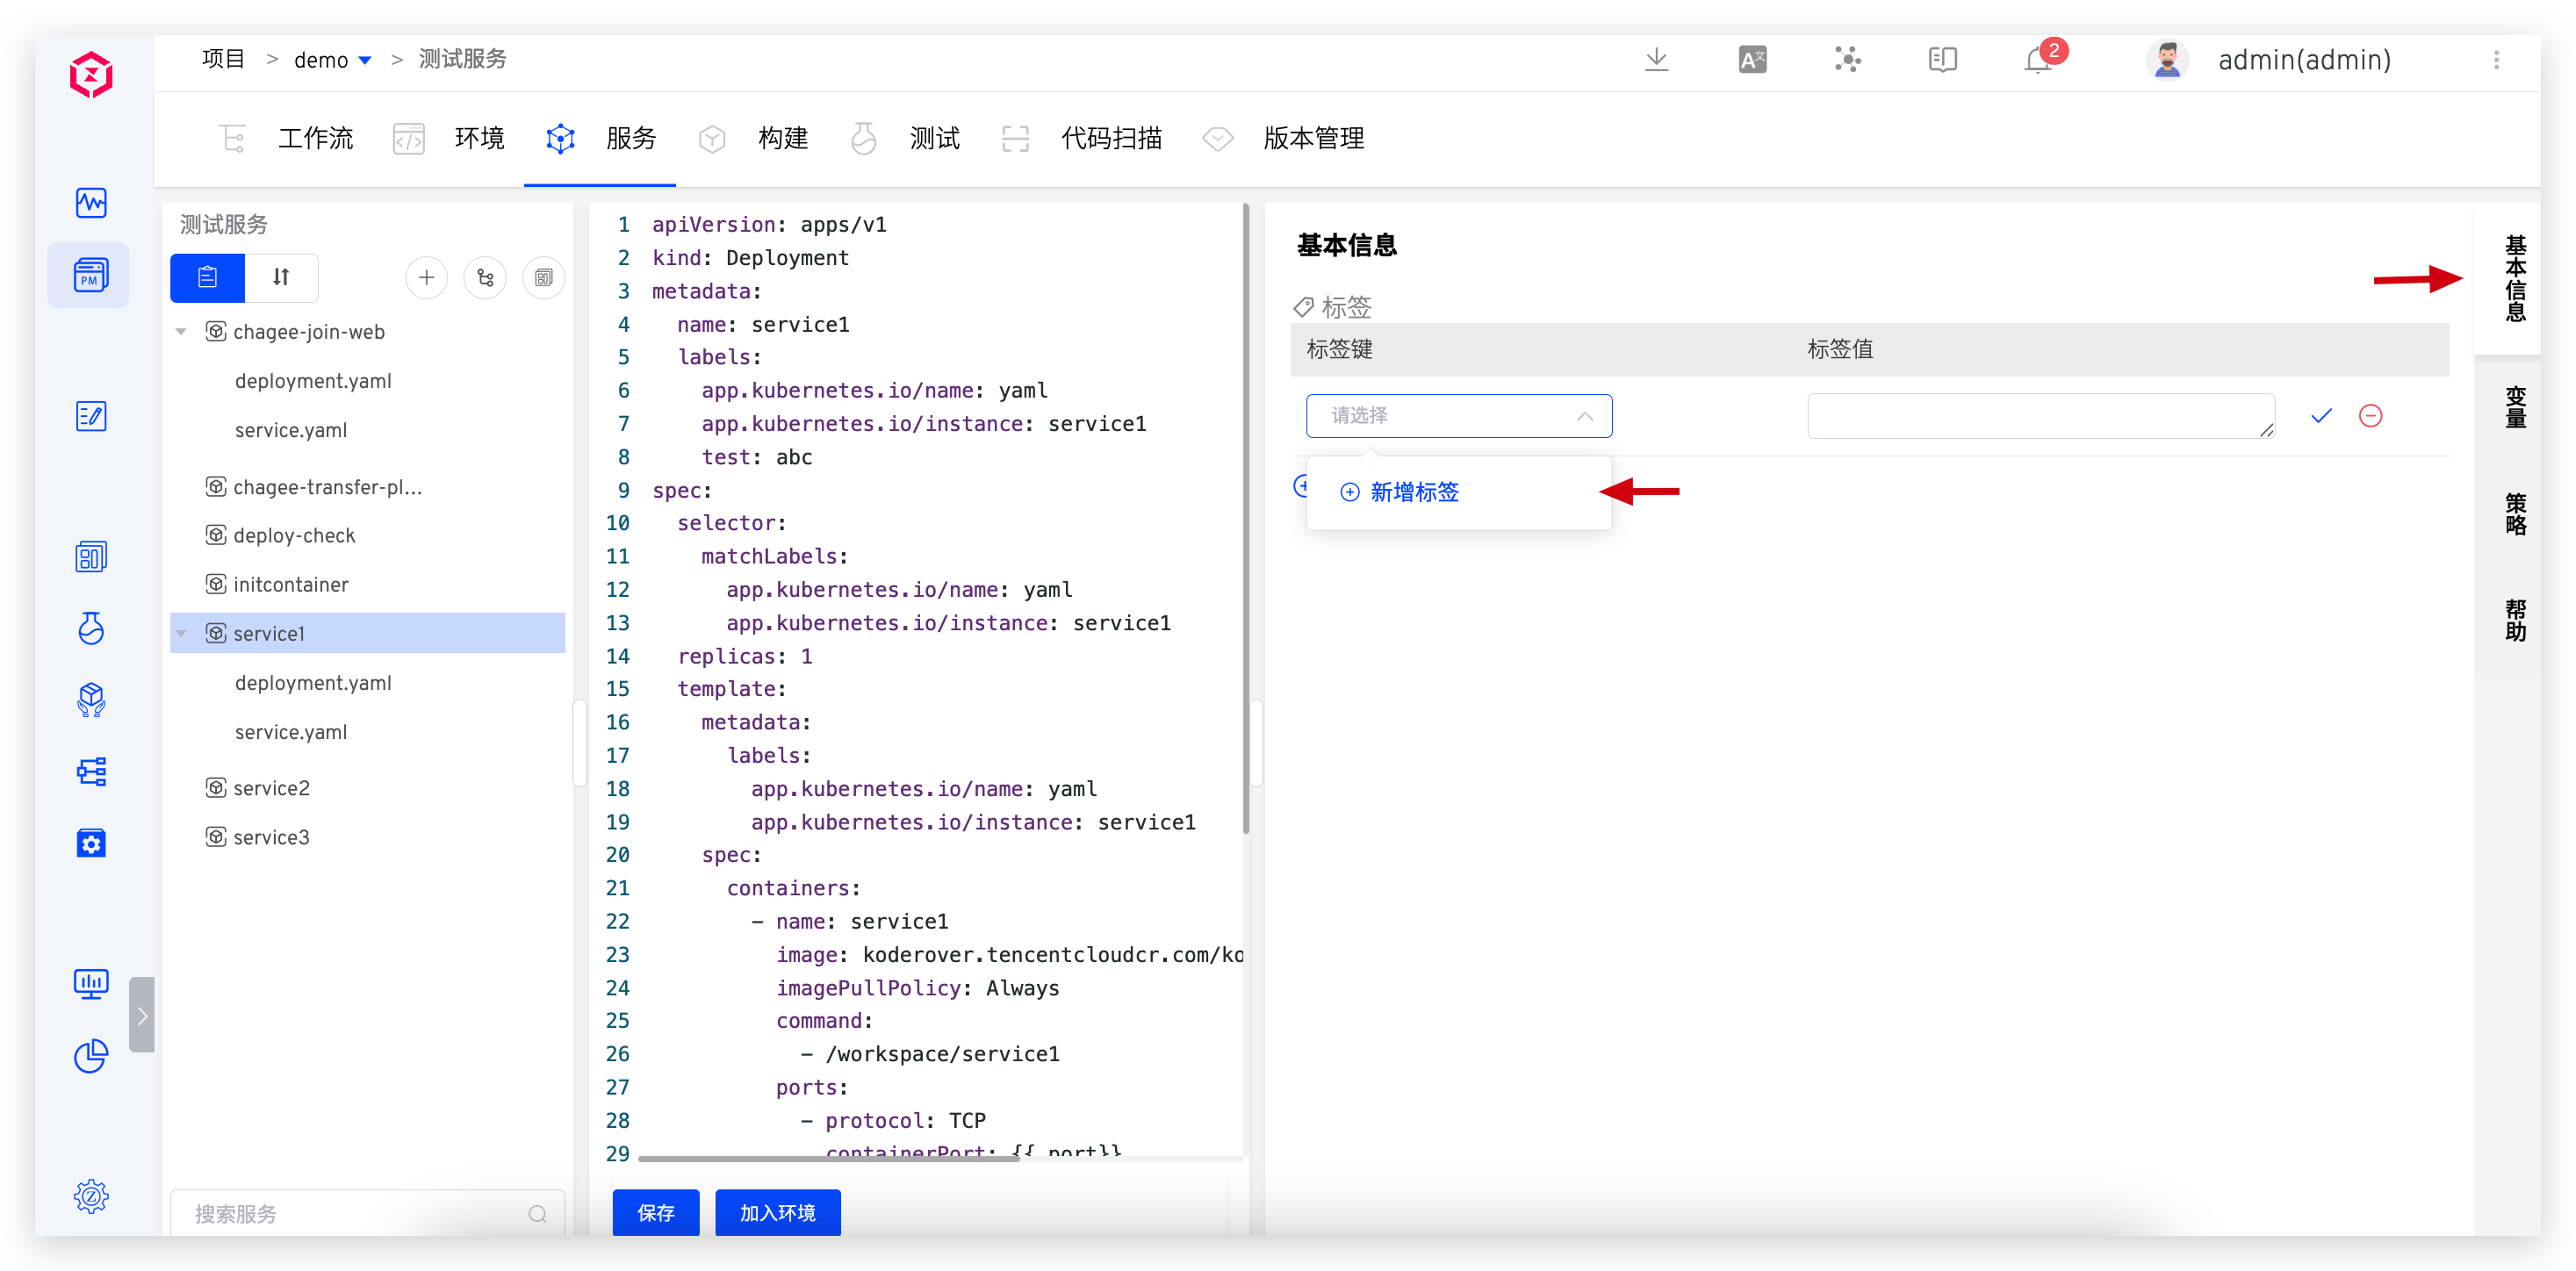 项目 > demo > 测试服务
2
admin(admin)
工作流 环境 服务 构建 测试 代码扫描 版本管理
PM
测试服务
chagee-join-web
deployment.yaml
service.yaml
chagee-transfer-pl...
deploy-check
initcontainer
service1
deployment.yaml
service.yaml
service2
service3
搜索服务
1 apiVersion: apps/v1
2 kind: Deployment
3 metadata:
4 name: service1
5 labels:
6 app.kubernetes.io/name: yaml
7 app.kubernetes.io/instance: service1
8 test: abc
9 spec:
10 selector:
11 matchLabels:
12 app.kubernetes.io/name: yaml
13 app.kubernetes.io/instance: service1
14 replicas: 1
15 template:
16 metadata:
17 labels:
18 app.kubernetes.io/name: yaml
19 app.kubernetes.io/instance: service1
20 spec:
21 containers:
22 - name: service1
23 image: koderover.tencentcloudcr.com/ko
24 imagePullPolicy: Always
25 command:
26 - /workspace/service1
27 ports:
28 - protocol: TCP
29 containerPort: {{ port}}
保存 加入环境
基本信息
标签
标签键 标签值
请选择
新增标签
基本信息
变量
策略
帮助